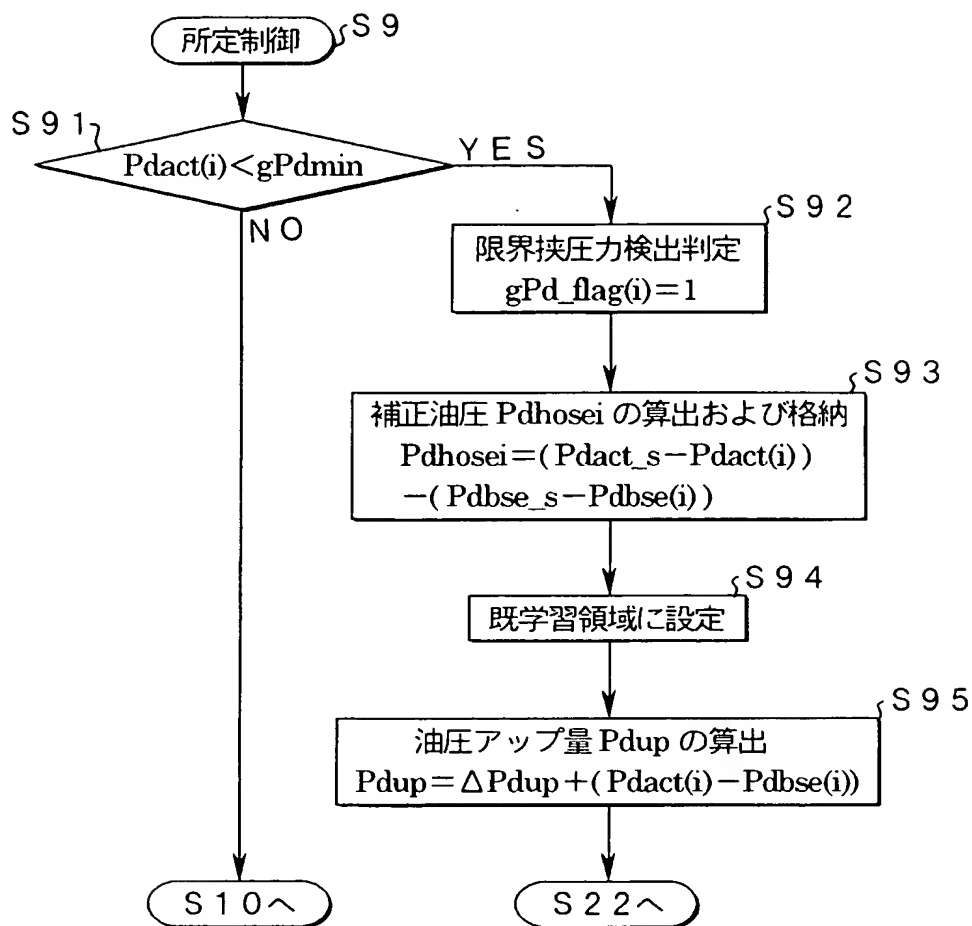 所定制御
S9
S91
Pdact(i)<gPdmin
YES
NO
S92
限界挟圧力検出判定
gPd_flag(i)=1
S93
補正油圧 Pdhosei の算出および格納
Pdhosei=(Pdact_s-Pdact(i))
-(Pdbse_s-Pdbse(i))
S94
既学習領域に設定
S95
油圧アップ量 Pdup の算出
Pdup=ΔPdup+(Pdact(i)-Pdbse(i))
S10へ
S22へ